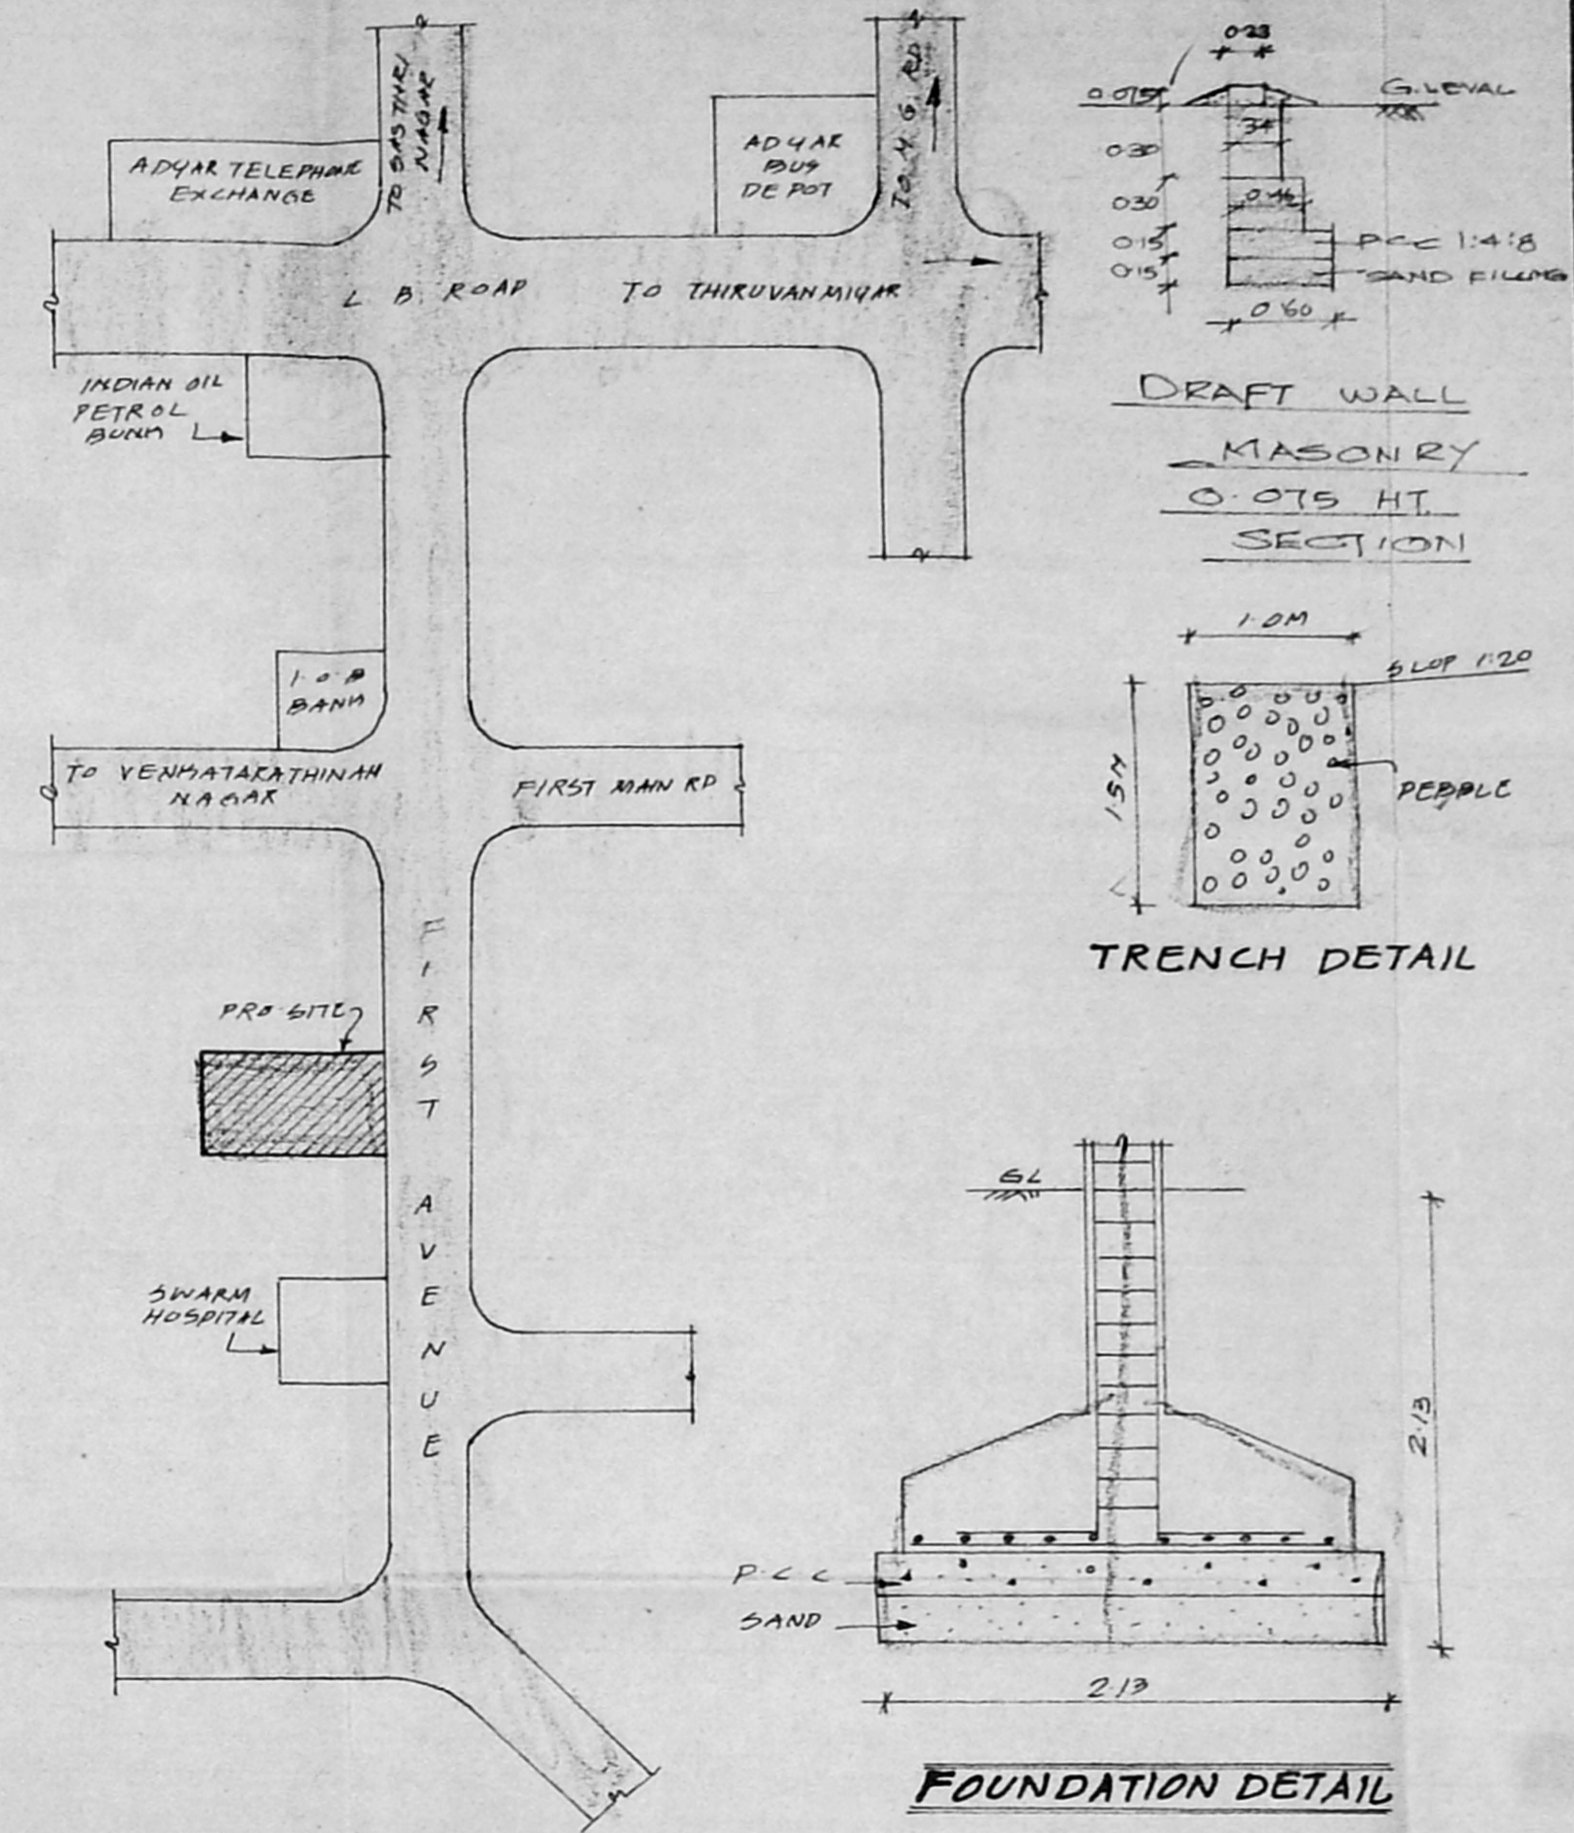 TO SASTHRI
NAGAR
TO M. G. RD
ADYAR TELEPHONE
EXCHANGE
ADYAR
BUS
DEPOT
L B ROAD
TO THIRUVANMIYAR
INDIAN OIL
PETROL
BUNK
I.O.B
BANK
TO VENKATARATHINAM
NAGAR
FIRST MAIN RD
PRO SITE
FIRST AVENUE
SWARM
HOSPITAL
0.23
0.075
G. LEVAL
34
0.30
0.30
0.46
0.15
PCC 1:4:8
0.15
SAND FILLING
0.60
DRAFT WALL
MASONRY
0.075 HT.
SECTION
1.0M
SLOP 1:20
1.5M
PEBBLE
TRENCH DETAIL
GL
2.13
P.C.C
SAND
2.13
FOUNDATION DETAIL